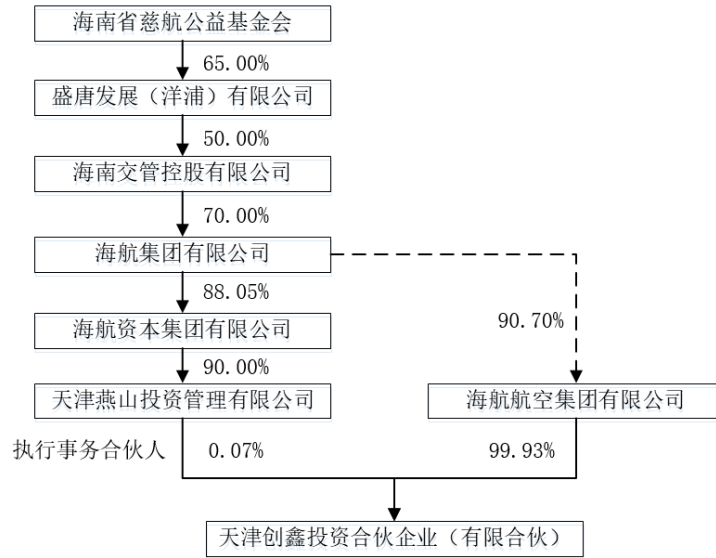 海南省慈航公益基金会
65.00%
盛唐发展（洋浦）有限公司
50.00%
海南交管控股有限公司
70.00%
海航集团有限公司
88.05%
90.70%
海航资本集团有限公司
90.00%
天津燕山投资管理有限公司
海航航空集团有限公司
执行事务合伙人
0.07%
99.93%
天津创鑫投资合伙企业（有限合伙）